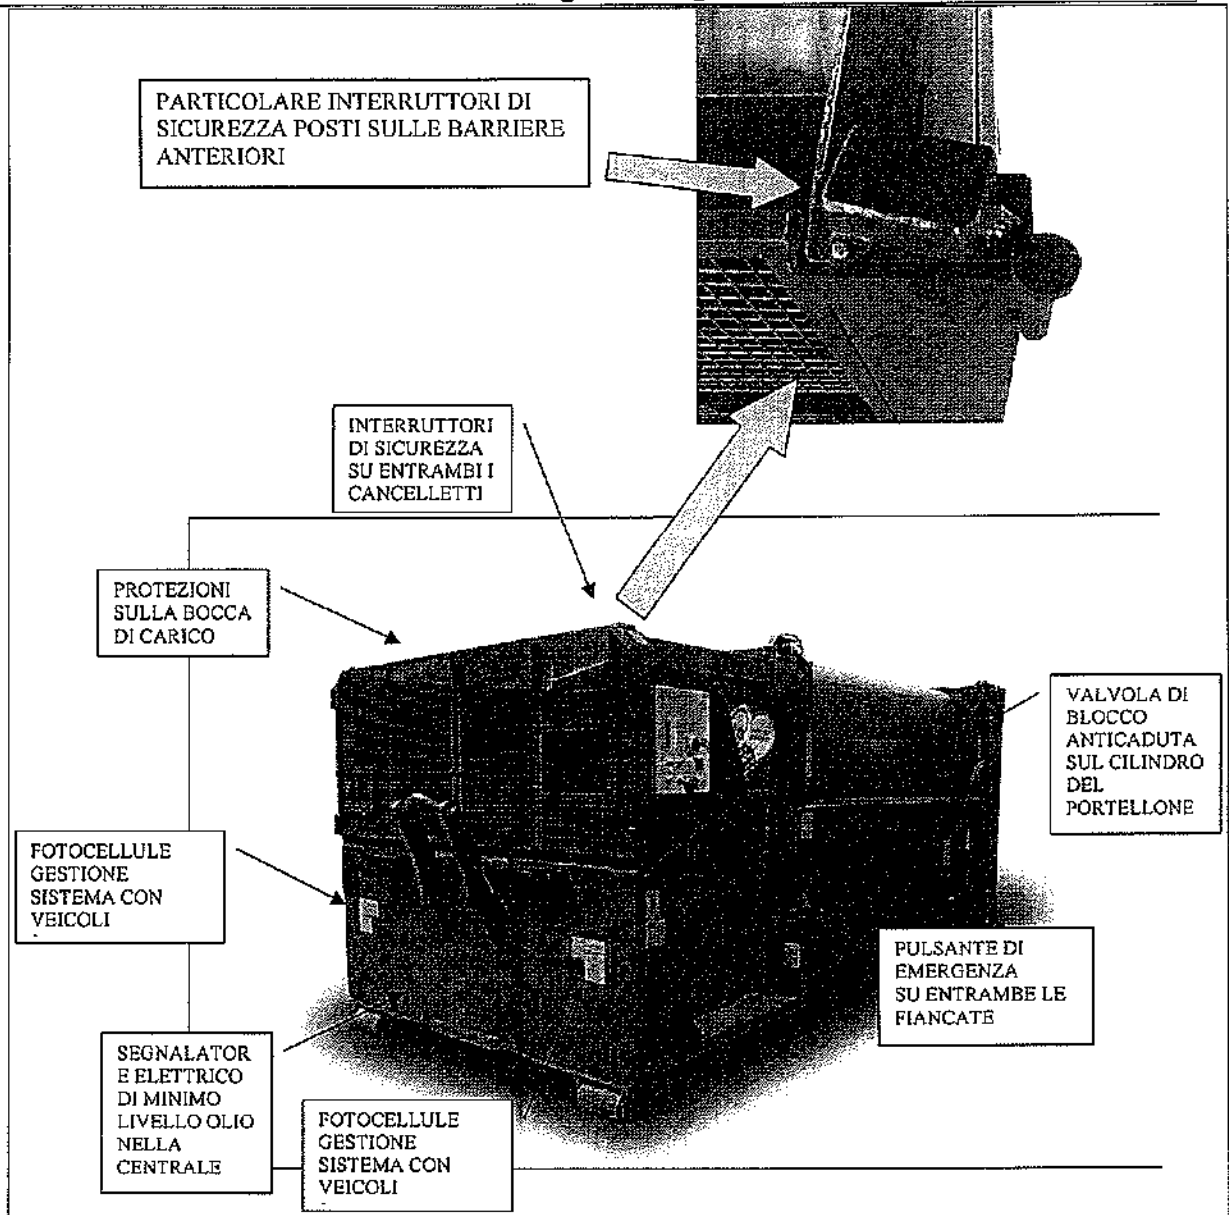 PARTICOLARE INTERRUTTORI DI
SICUREZZA POSTI SULLE BARRIERE
ANTERIORI
INTERRUTTORI
DI SICUREZZA
SU ENTRAMBI I
CANCELLETTI
PROTEZIONI
SULLA BOCCA
DI CARICO
VALVOLA DI
BLOCCO
ANTICADUTA
SUL CILINDRO
DEL
PORTELLONE
FOTOCELLULE
GESTIONE
SISTEMA CON
VEICOLI
PULSANTE DI
EMERGENZA
SU ENTRAMBE LE
FIANCATE
SEGNALATOR
E ELETTRICO
DI MINIMO
LIVELLO OLIO
NELLA
CENTRALE
FOTOCELLULE
GESTIONE
SISTEMA CON
VEICOLI